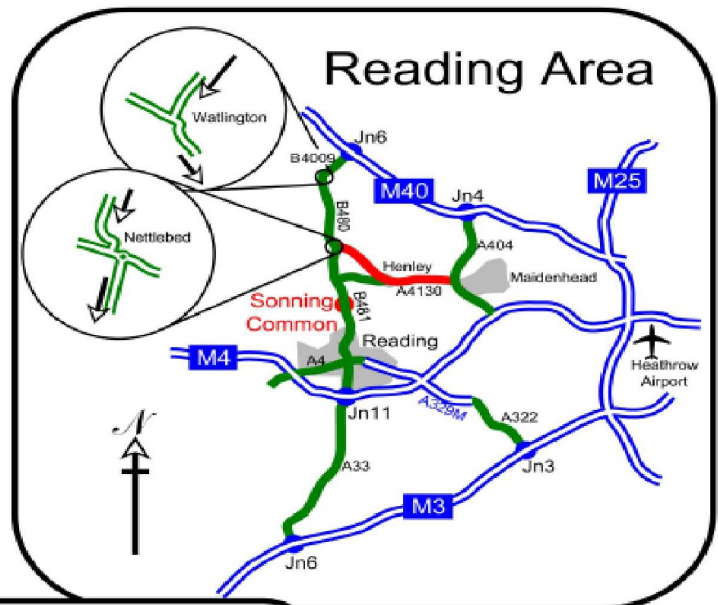 Reading Area
Watlington
Nettlebed
B4009
Jn6
M40
Jn4
M25
B480
A404
Henley
A4130
Maidenhead
Sonning
Common
B481
Reading
M4
A4
Heathrow
Airport
Jn11
A329M
A322
N
A33
Jn3
M3
Jn6